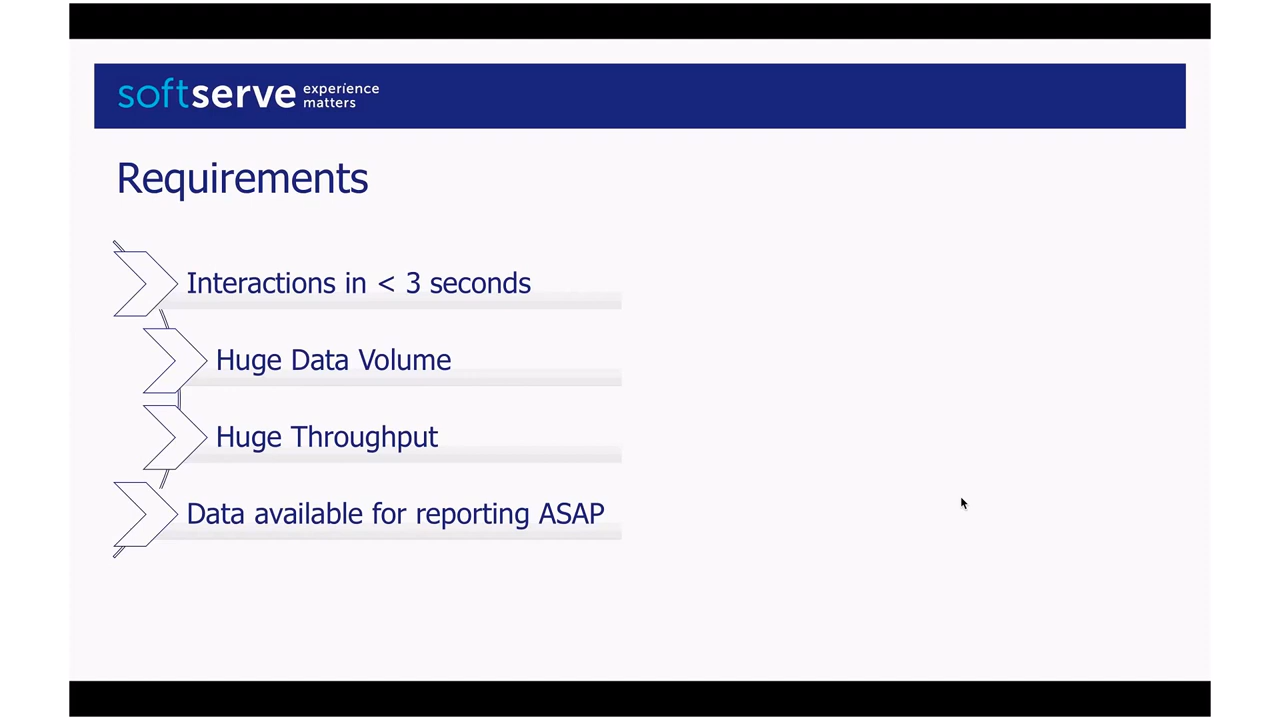 softserve experience
matters
Requirements
Interactions in < 3 seconds
Huge Data Volume
Huge Throughput
Data available for reporting ASAP